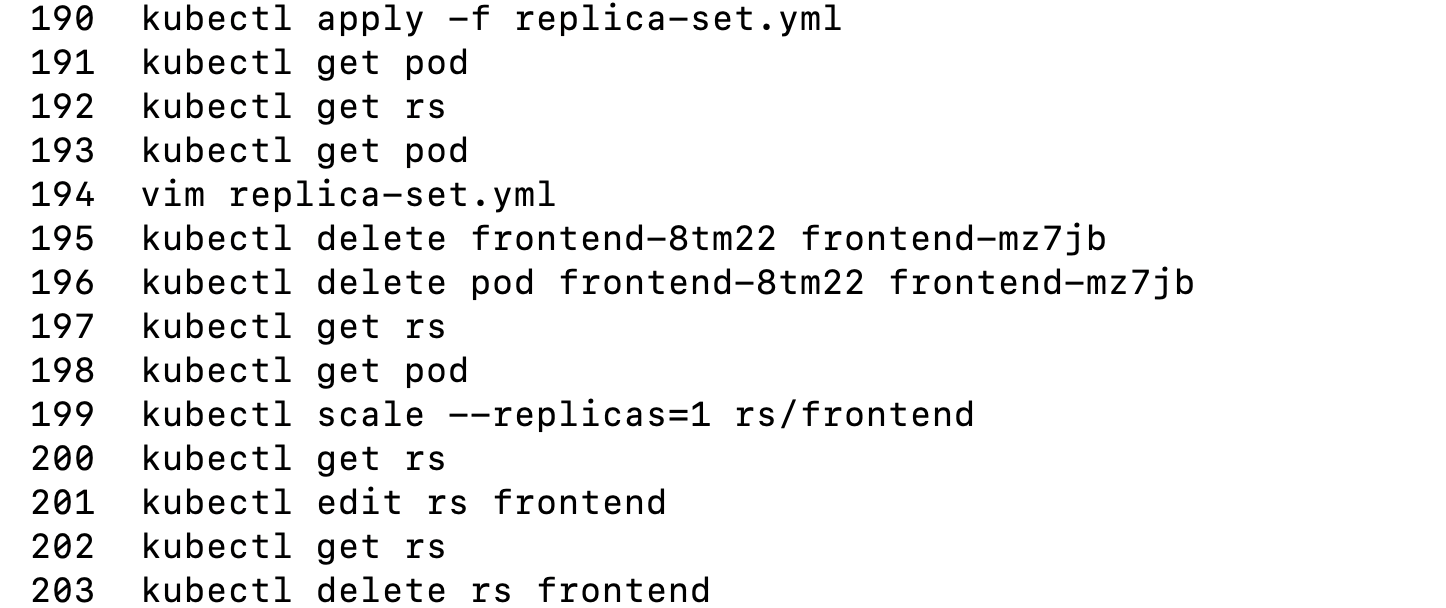 190 kubectl apply -f replica-set.yml
191 kubectl get pod
192 kubectl get rs
193 kubectl get pod
194 vim replica-set.yml
195 kubectl delete frontend-8tm22 frontend-mz7jb
196 kubectl delete pod frontend-8tm22 frontend-mz7jb
197 kubectl get rs
198 kubectl get pod
199 kubectl scale --replicas=1 rs/frontend
200 kubectl get rs
201 kubectl edit rs frontend
202 kubectl get rs
203 kubectl delete rs frontend